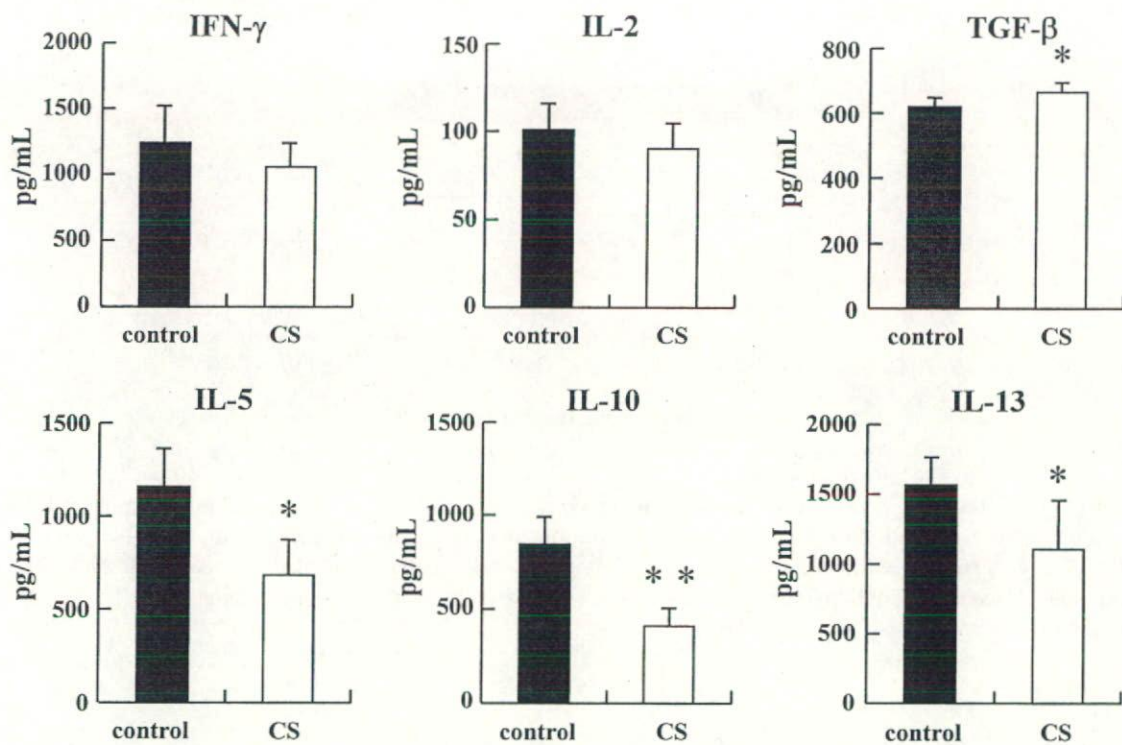 IFN-γ
2000
1500
1000
500
0
pg/mL
control
CS
IL-2
150
100
50
0
pg/mL
control
CS
TGF-β
800
600
400
200
0
pg/mL
*
control
CS
IL-5
1500
1000
500
0
pg/mL
*
control
CS
IL-10
1500
1000
500
0
pg/mL
* *
control
CS
IL-13
2000
1500
1000
500
0
pg/mL
*
control
CS